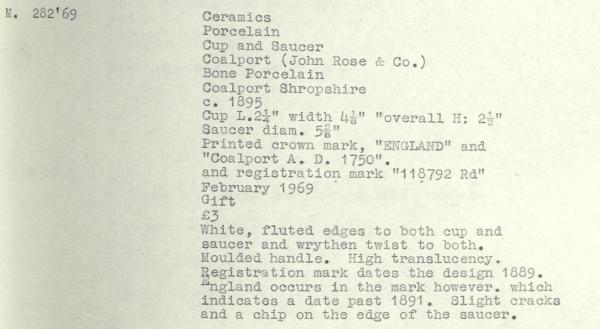 M. 282'69
Ceramics
Porcelain
Cup and Saucer
Coalport (John Rose & Co.)
Bone Porcelain
Coalport Shropshire
c. 1895
Cup L.2¼" width 4⅛" "overall H: 2½"
Saucer diam. 5⅝"
Printed crown mark, "ENGLAND" and
"Coalport A. D. 1750".
and registration mark "118792 Rd"
February 1969
Gift
£3
White, fluted edges to both cup and
saucer and wrythen twist to both.
Moulded handle. High translucency.
Registration mark dates the design 1889.
England occurs in the mark however. which
indicates a date past 1891. Slight cracks
and a chip on the edge of the saucer.